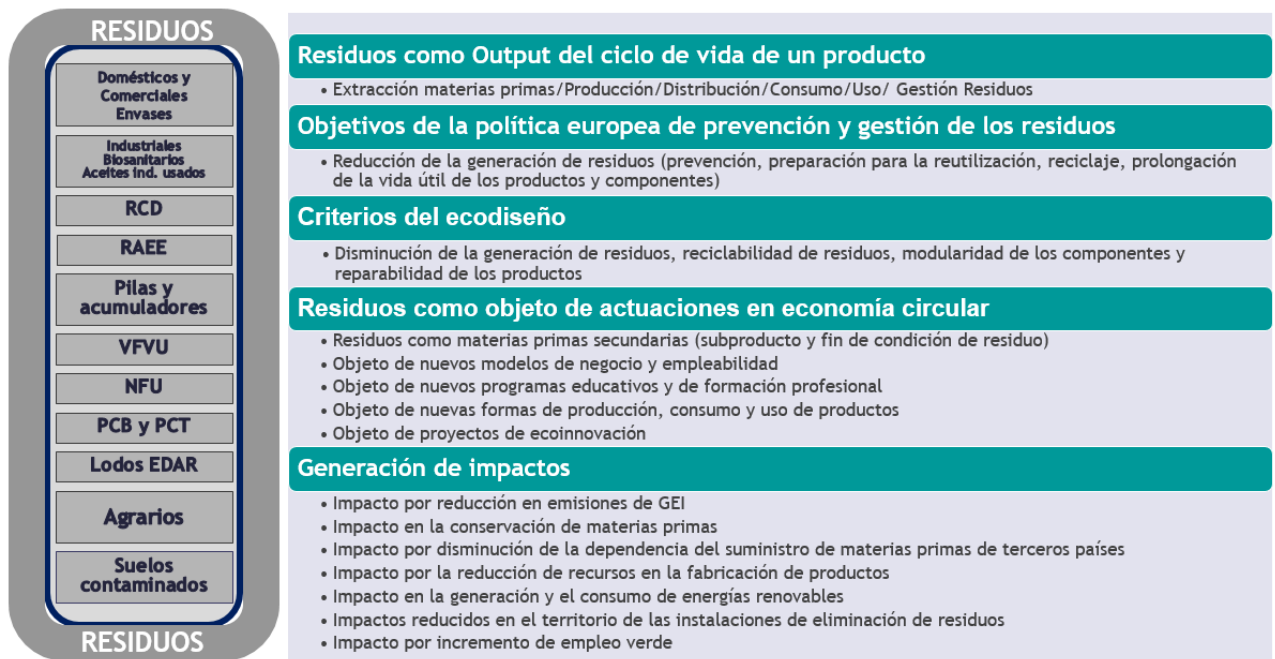 RESIDUOS
Domésticos y
Comerciales
Envases
Industriales
Biosanitarios
Aceites ind. usados
RCD
RAEE
Pilas y
acumuladores
VFVU
NFU
PCB y PCT
Lodos EDAR
Agrarios
Suelos
contaminados
RESIDUOS
Residuos como Output del ciclo de vida de un producto
• Extracción materias primas/Producción/Distribución/Consumo/Uso/ Gestión Residuos
Objetivos de la política europea de prevención y gestión de los residuos
• Reducción de la generación de residuos (prevención, preparación para la reutilización, reciclaje, prolongación
de la vida útil de los productos y componentes)
Criterios del ecodiseño
• Disminución de la generación de residuos, reciclabilidad de residuos, modularidad de los componentes y
reparabilidad de los productos
Residuos como objeto de actuaciones en economía circular
• Residuos como materias primas secundarias (subproducto y fin de condición de residuo)
• Objeto de nuevos modelos de negocio y empleabilidad
• Objeto de nuevos programas educativos y de formación profesional
• Objeto de nuevas formas de producción, consumo y uso de productos
• Objeto de proyectos de ecoinnovación
Generación de impactos
• Impacto por reducción en emisiones de GEI
• Impacto en la conservación de materias primas
• Impacto por disminución de la dependencia del suministro de materias primas de terceros países
• Impacto por la reducción de recursos en la fabricación de productos
• Impacto en la generación y el consumo de energías renovables
• Impactos reducidos en el territorio de las instalaciones de eliminación de residuos
• Impacto por incremento de empleo verde